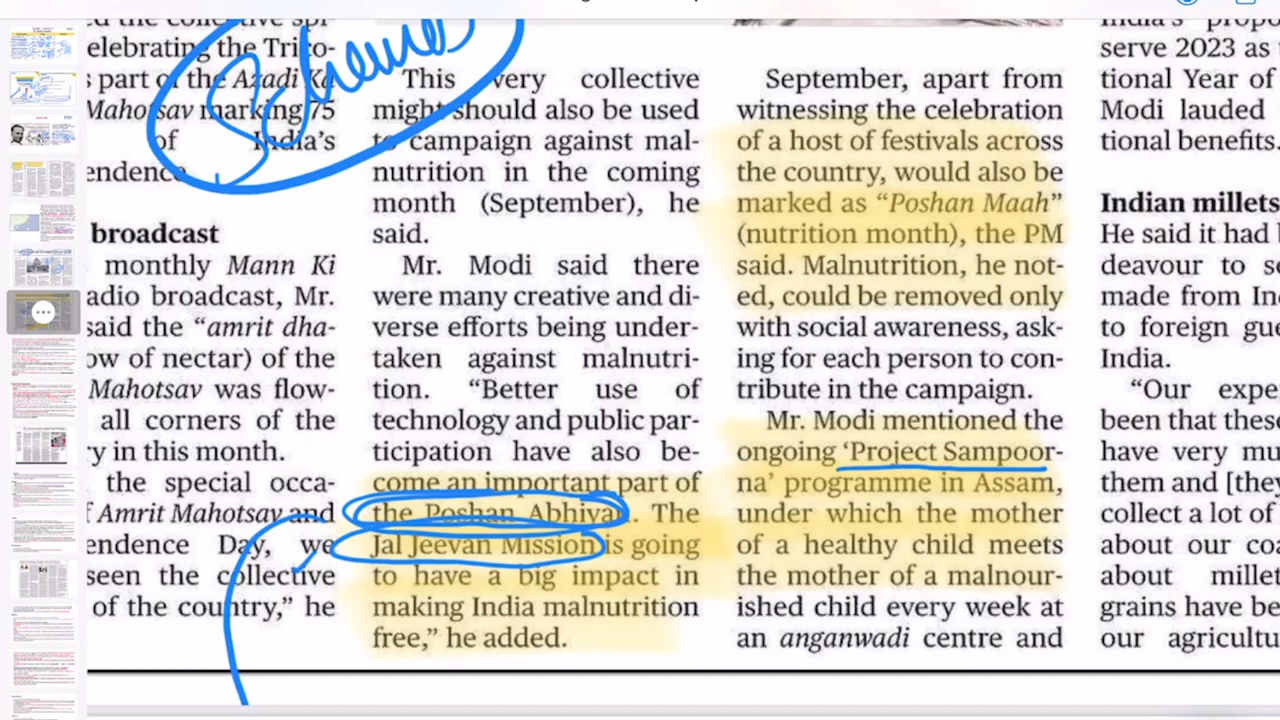 ed the collective spi-
elebrating the Trico-
s part of the Azadi Ka
Mahotsav marking 75
of India's
endence
broadcast
monthly Mann Ki
adio broadcast, Mr.
said the “amrit dha-
ow of nectar) of the
Mahotsav was flow-
all corners of the
ry in this month.
the special occa-
f Amrit Mahotsav and
endence Day, we
seen the collective
of the country,” he
Scheme
This very collective
might should also be used
to campaign against mal-
nutrition in the coming
month (September), he
said.
Mr. Modi said there
were many creative and di-
verse efforts being under-
taken against malnutri-
tion. “Better use of
technology and public par-
ticipation have also be-
come an important part of
the Poshan Abhiyan. The
Jal Jeevan Mission is going
to have a big impact in
making India malnutrition
free,” he added.
September, apart from
witnessing the celebration
of a host of festivals across
the country, would also be
marked as “Poshan Maah”
(nutrition month), the PM
said. Malnutrition, he not-
ed, could be removed only
with social awareness, ask-
ing for each person to con-
tribute in the campaign.
Mr. Modi mentioned the
ongoing ‘Project Sampoor-
a’ programme in Assam,
under which the mother
of a healthy child meets
the mother of a malnour-
ished child every week at
an anganwadi centre and
India's propo
serve 2023 as
tional Year of
Modi lauded
tional benefits.
Indian millets
He said it had
deavour to se
made from In
to foreign gue
India.
“Our expe
been that these
have very mu
them and [they
collect a lot of
about our coa
about millet
grains have be
our agricultu